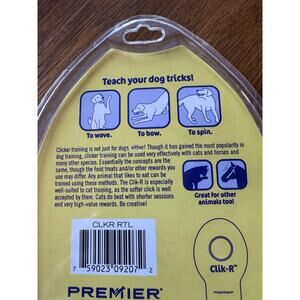 Teach your dog tricks!
To wave. To bow. To spin.
Clicker training is not just for dogs, either! Though it has gained the most popularity in
dog training, clicker training can be used very effectively with cats and horses and
many other animals. Essentially the concepts are the
same, though the food treats and/or other rewards you
use may differ. Any animal that likes to eat can be
trained using these methods. The Clik-R is especially
well-suited to cat training, as the softer click is well
accepted by them. Cats do best with shorter sessions
and very high-value rewards. Be creative!
Great for other
animals too!
CLKR RTL
7 59023 09207 2
Clik-R™
PREMIER®